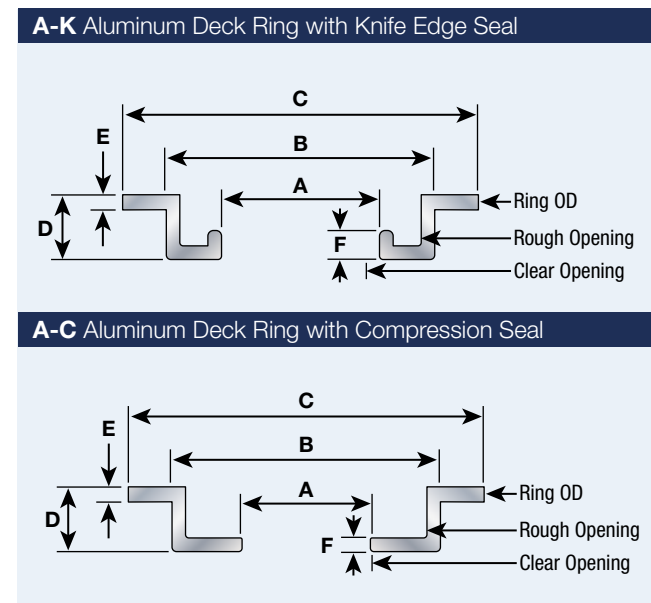 A-K Aluminum Deck Ring with Knife Edge Seal
C
E
B
A
D
F
Ring OD
Rough Opening
Clear Opening
A-C Aluminum Deck Ring with Compression Seal
C
E
B
A
D
F
Ring OD
Rough Opening
Clear Opening